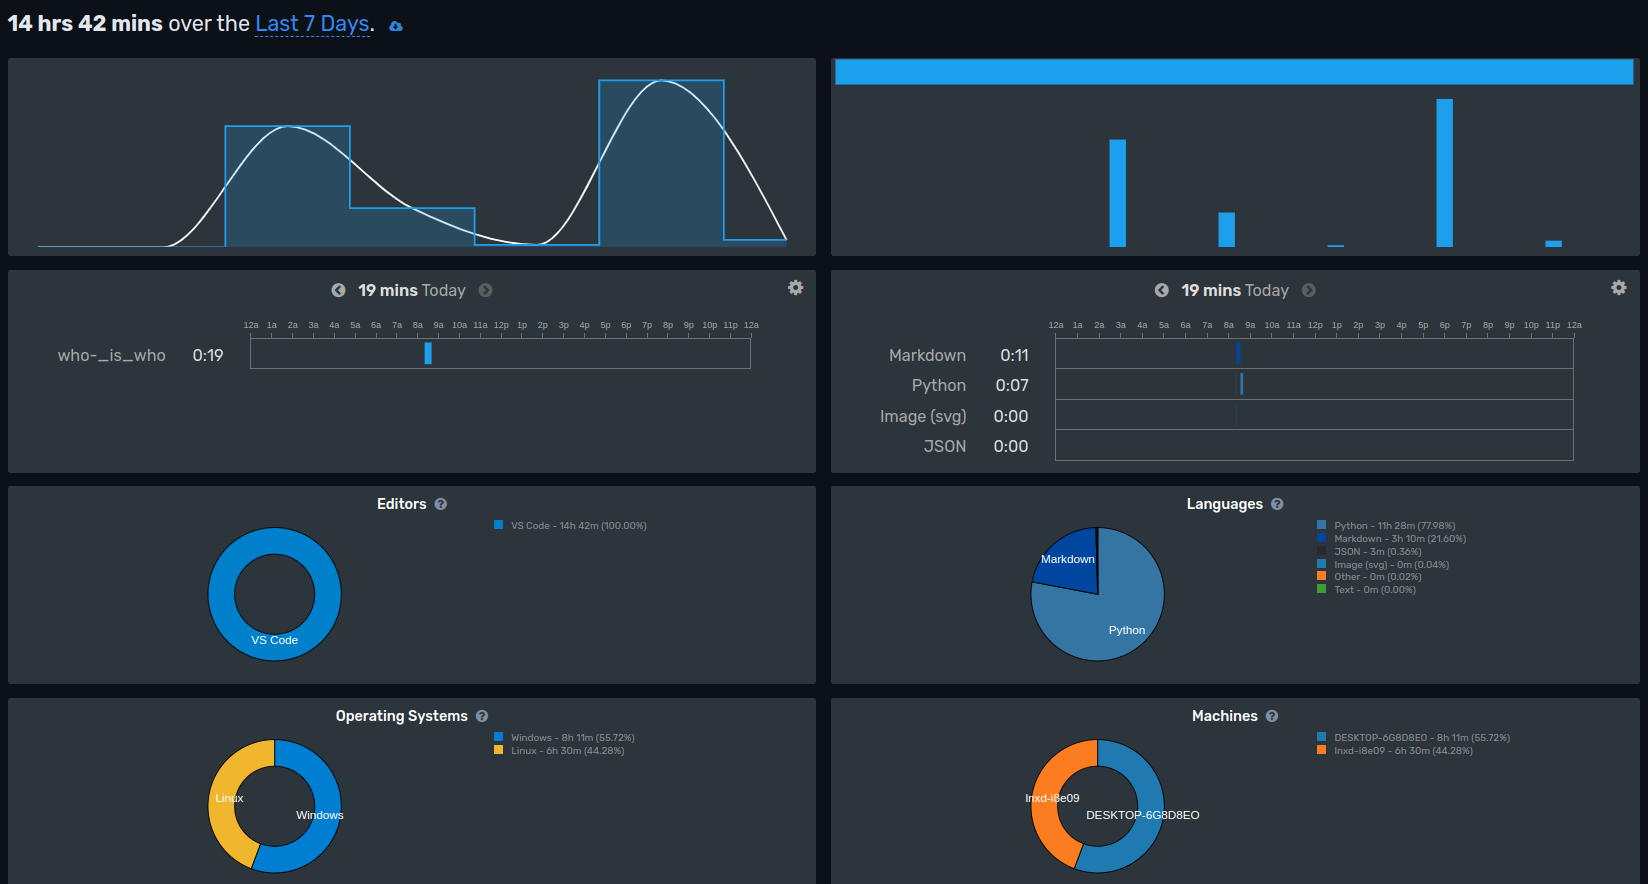 14 hrs 42 mins over the Last 7 Days.
19 mins Today
12a 1a 2a 3a 4a 5a 6a 7a 8a 9a 10a 11a 12p 1p 2p 3p 4p 5p 6p 7p 8p 9p 10p 11p 12a
who-_is_who 0:19
19 mins Today
12a 1a 2a 3a 4a 5a 6a 7a 8a 9a 10a 11a 12p 1p 2p 3p 4p 5p 6p 7p 8p 9p 10p 11p 12a
Markdown 0:11
Python 0:07
Image (svg) 0:00
JSON 0:00
Editors ?
VS Code - 14h 42m (100.00%)
VS Code
Languages ?
Python - 11h 28m (77.98%)
Markdown - 3h 10m (21.60%)
JSON - 3m (0.36%)
Image (svg) - 0m (0.04%)
Other - 0m (0.02%)
Text - 0m (0.00%)
Markdown
Python
Operating Systems ?
Windows - 8h 11m (55.72%)
Linux - 6h 30m (44.28%)
Linux
Windows
Machines ?
DESKTOP-6G8D8EO - 8h 11m (55.72%)
lnxd-i8e09 - 6h 30m (44.28%)
lnxd-i8e09
DESKTOP-6G8D8EO